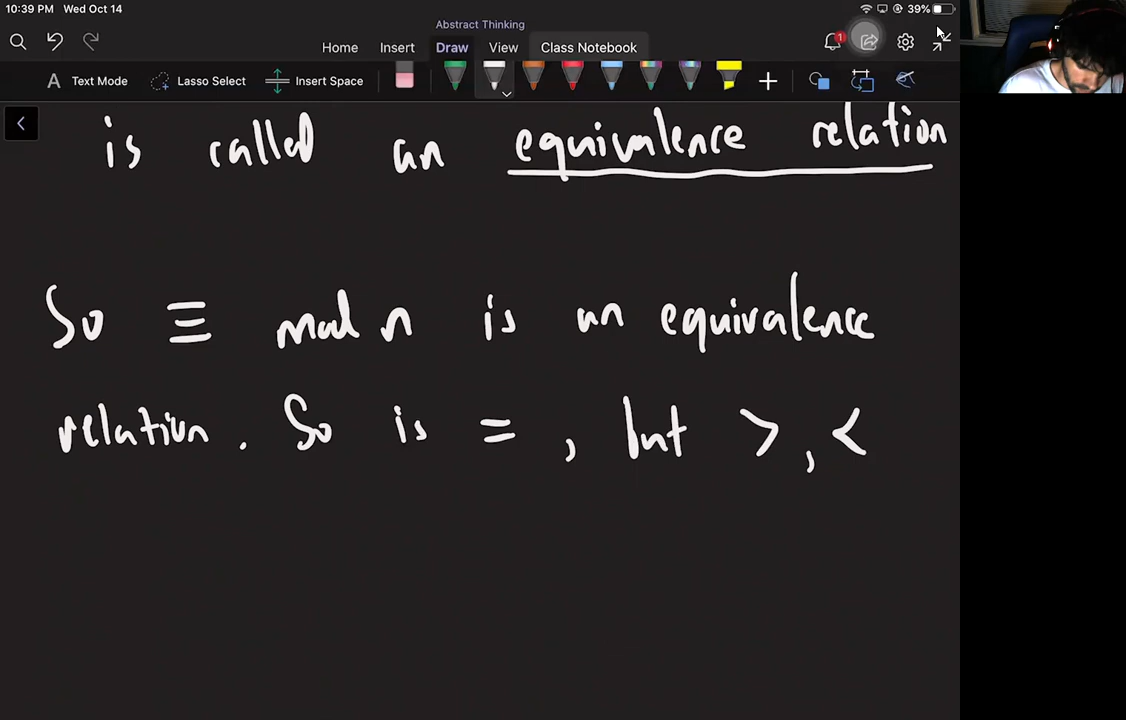 10:39 PM Wed Oct 14
39%
Abstract Thinking
Home Insert Draw View Class Notebook
1
A Text Mode Lasso Select Insert Space
is called an equivalence relation
So ≡ mod n is an equivalence
relation. So is =, but >, <